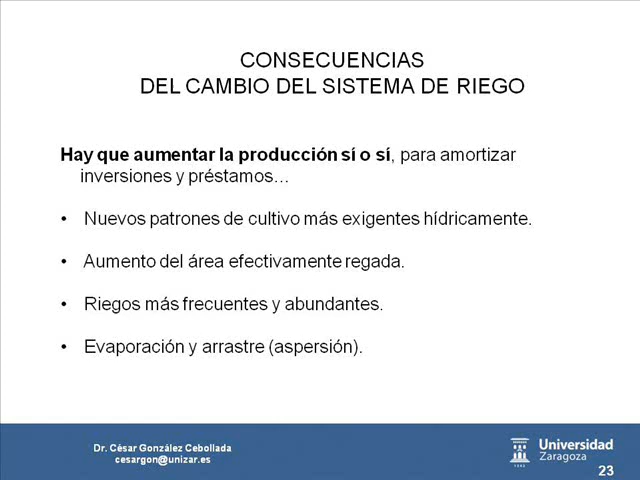 CONSECUENCIAS
DEL CAMBIO DEL SISTEMA DE RIEGO
Hay que aumentar la producción sí o sí, para amortizar
inversiones y préstamos...
• Nuevos patrones de cultivo más exigentes hídricamente.
• Aumento del área efectivamente regada.
• Riegos más frecuentes y abundantes.
• Evaporación y arrastre (aspersión).
Dr. César González Cebollada
cesargon@unizar.es
Universidad
Zaragoza
1542
23